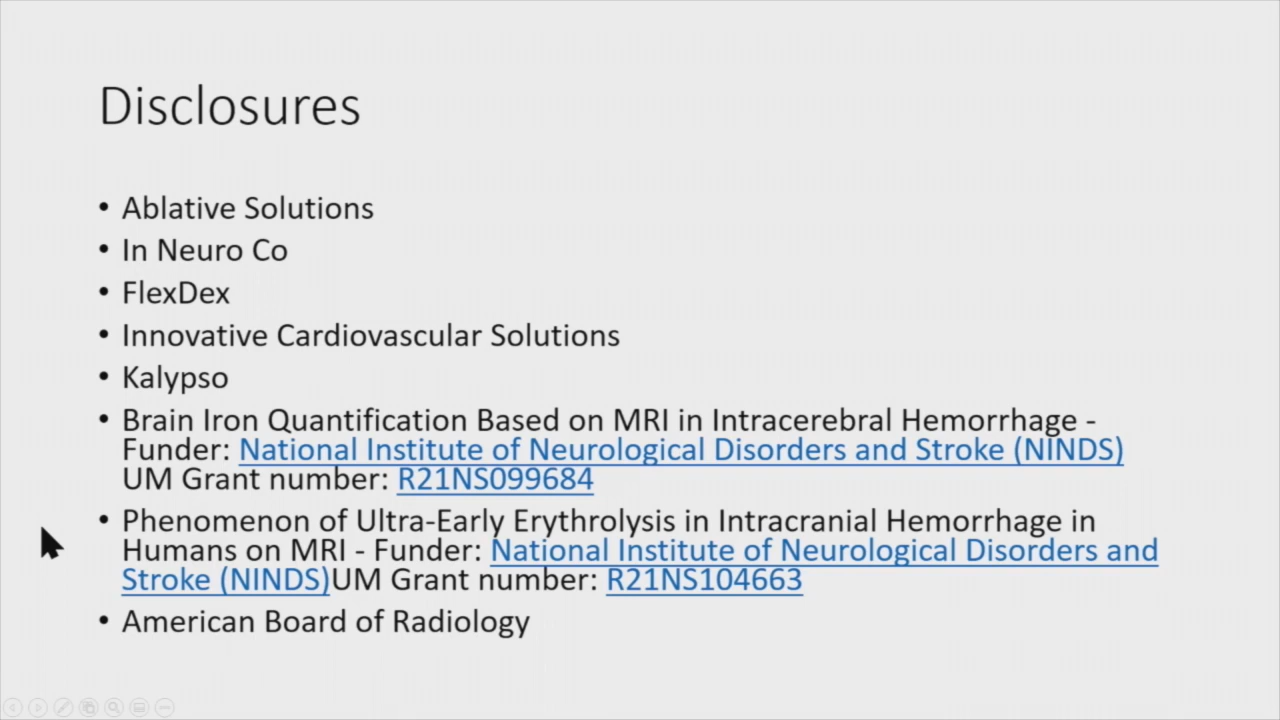 Disclosures
• Ablative Solutions
• In Neuro Co
• FlexDex
• Innovative Cardiovascular Solutions
• Kalypso
• Brain Iron Quantification Based on MRI in Intracerebral Hemorrhage -
Funder: National Institute of Neurological Disorders and Stroke (NINDS)
UM Grant number: R21NS099684
• Phenomenon of Ultra-Early Erythrolysis in Intracranial Hemorrhage in
Humans on MRI - Funder: National Institute of Neurological Disorders and
Stroke (NINDS)UM Grant number: R21NS104663
• American Board of Radiology